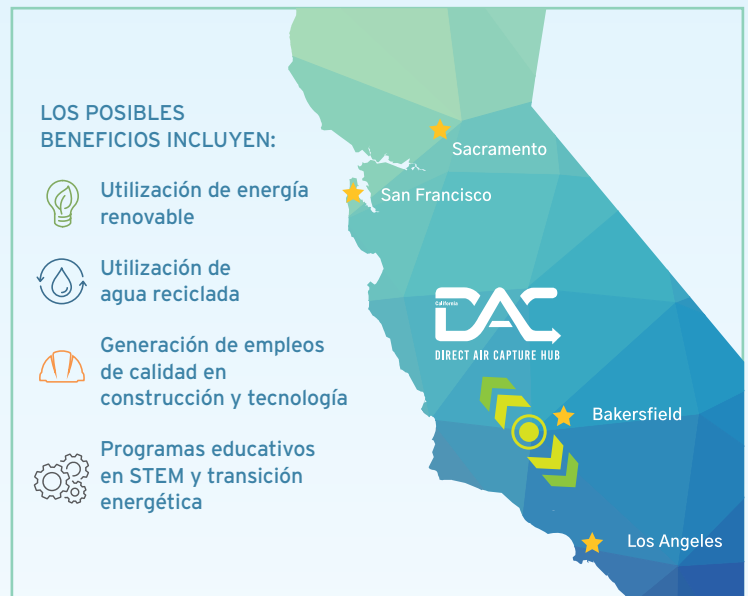 LOS POSIBLES
BENEFICIOS INCLUYEN:
Utilización de energía
renovable
Utilización de
agua reciclada
Generación de empleos
de calidad en
construcción y tecnología
Programas educativos
en STEM y transición
energética
Sacramento
San Francisco
California
DAC
DIRECT AIR CAPTURE HUB
Bakersfield
Los Angeles